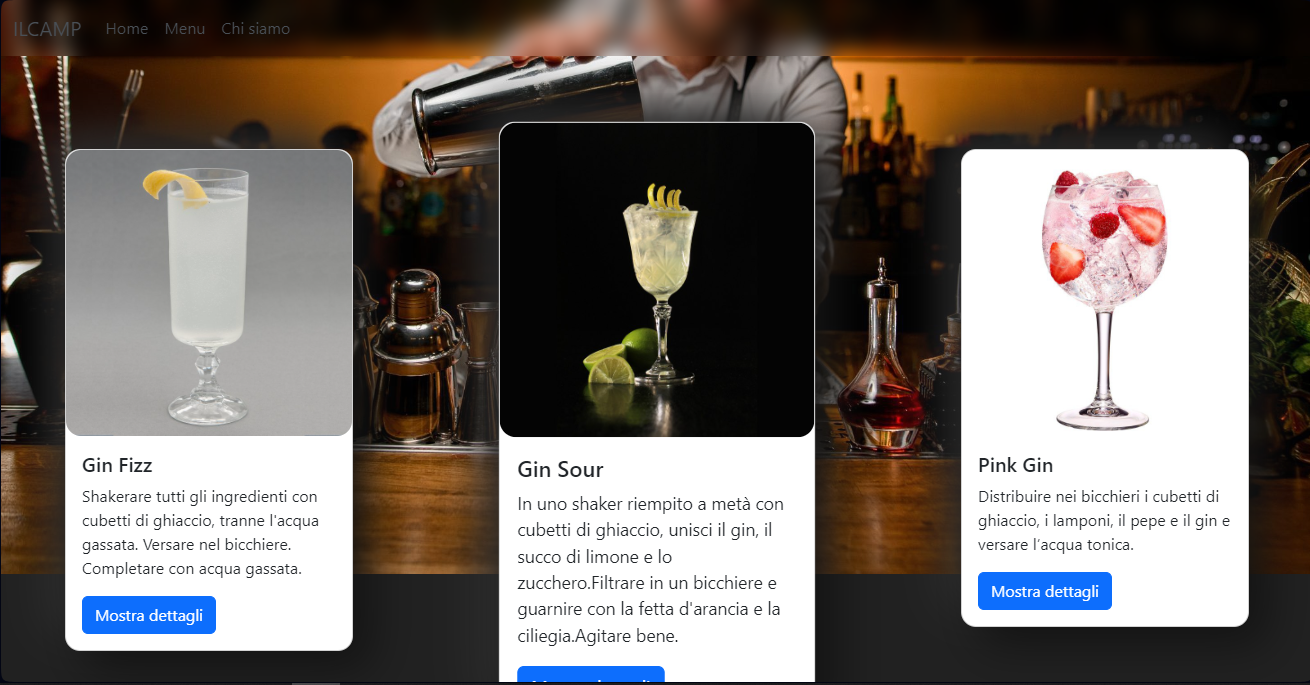 ILCAMP Home Menu Chi siamo
Gin Fizz
Shakerare tutti gli ingredienti con
cubetti di ghiaccio, tranne l'acqua
gassata. Versare nel bicchiere.
Completare con acqua gassata.
Mostra dettagli
Gin Sour
In uno shaker riempito a metà con
cubetti di ghiaccio, unisci il gin, il
succo di limone e lo
zucchero.Filtrare in un bicchiere e
guarnire con la fetta d'arancia e la
ciliegia.Agitare bene.
Pink Gin
Distribuire nei bicchieri i cubetti di
ghiaccio, i lamponi, il pepe e il gin e
versare l’acqua tonica.
Mostra dettagli